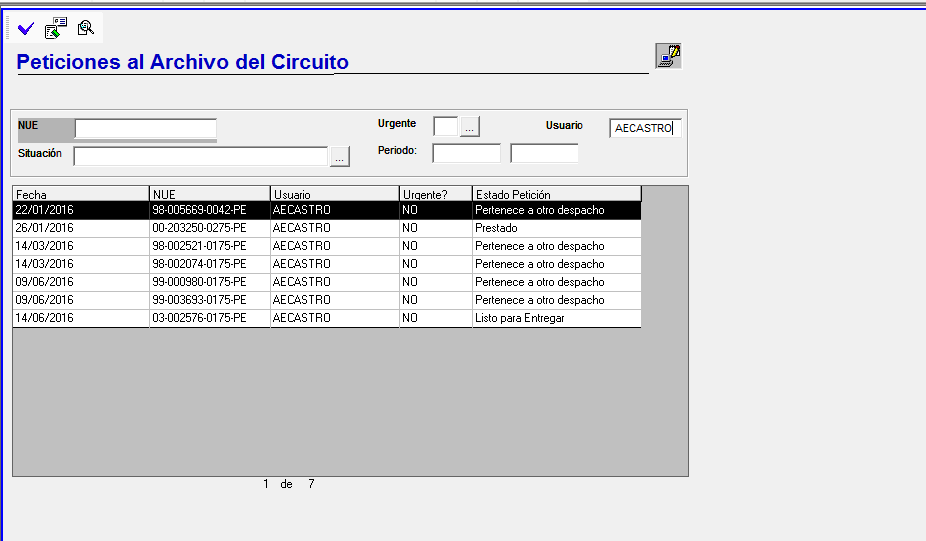 Peticiones al Archivo del Circuito
NUE Urgente ... Usuario AECASTRO
Situación ... Periodo:
Fecha NUE Usuario Urgente? Estado Petición
22/01/2016 98-005669-0042-PE AECASTRO NO Pertenece a otro despacho
26/01/2016 00-203250-0275-PE AECASTRO NO Prestado
14/03/2016 98-002521-0175-PE AECASTRO NO Pertenece a otro despacho
14/03/2016 98-002074-0175-PE AECASTRO NO Pertenece a otro despacho
09/06/2016 99-000980-0175-PE AECASTRO NO Pertenece a otro despacho
09/06/2016 99-003693-0175-PE AECASTRO NO Pertenece a otro despacho
14/06/2016 03-002576-0175-PE AECASTRO NO Listo para Entregar
1 de 7